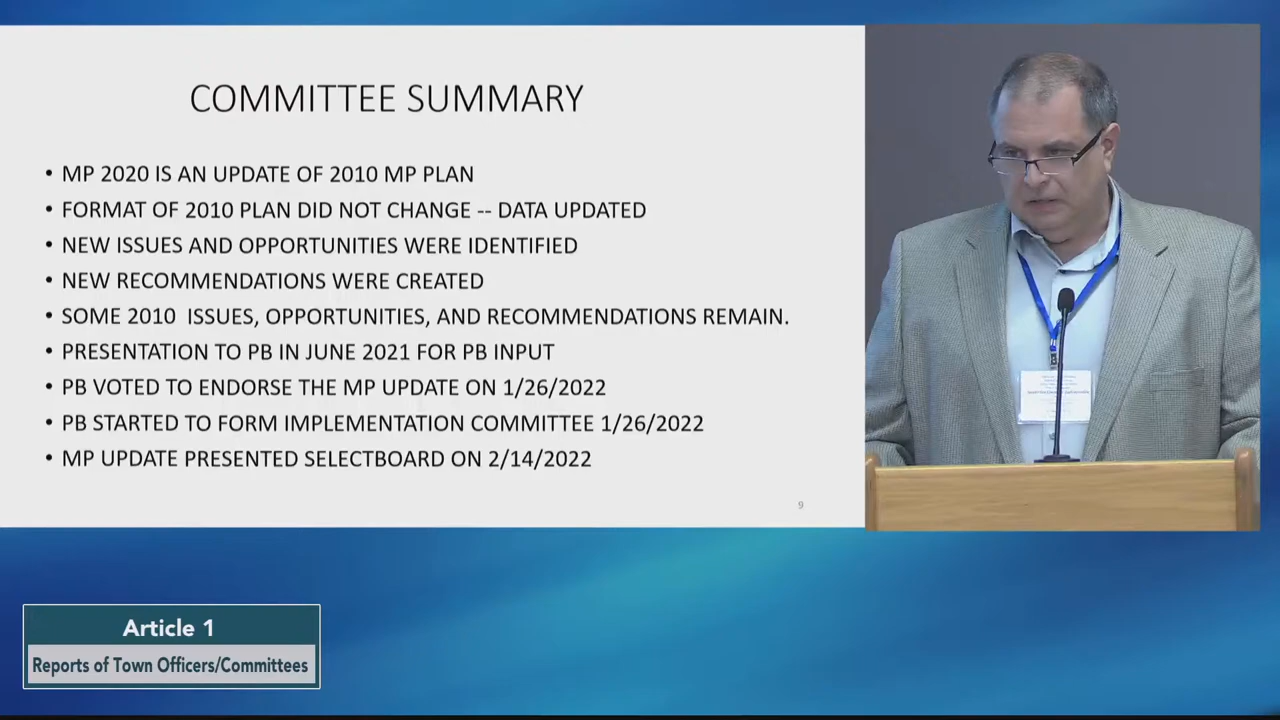 COMMITTEE SUMMARY
• MP 2020 IS AN UPDATE OF 2010 MP PLAN
• FORMAT OF 2010 PLAN DID NOT CHANGE -- DATA UPDATED
• NEW ISSUES AND OPPORTUNITIES WERE IDENTIFIED
• NEW RECOMMENDATIONS WERE CREATED
• SOME 2010 ISSUES, OPPORTUNITIES, AND RECOMMENDATIONS REMAIN.
• PRESENTATION TO PB IN JUNE 2021 FOR PB INPUT
• PB VOTED TO ENDORSE THE MP UPDATE ON 1/26/2022
• PB STARTED TO FORM IMPLEMENTATION COMMITTEE 1/26/2022
• MP UPDATE PRESENTED SELECTBOARD ON 2/14/2022
9
Article 1
Reports of Town Officers/Committees